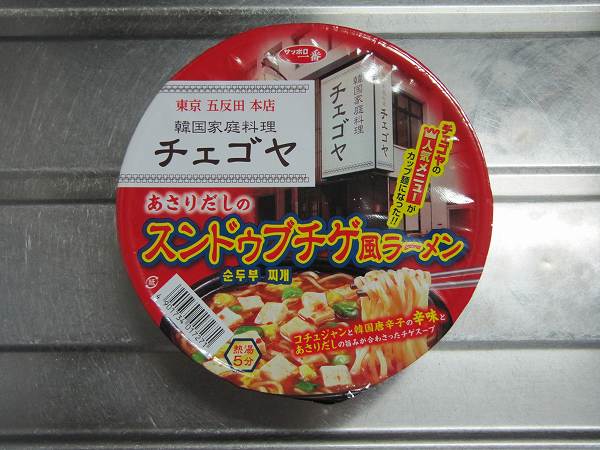 サッポロ一番
東京 五反田 本店
韓国家庭料理
チェゴヤ
韓国家庭料理
チェゴヤ
チェゴヤ
チェゴヤの
人気メニューが
カップ麺になった!!
あさりだしの
スンドゥブチゲ風ラーメン
순두부 찌개
コチュジャンと韓国唐辛子の辛味と
あさりだしの旨みが合わさったチゲスープ
熱湯
5分